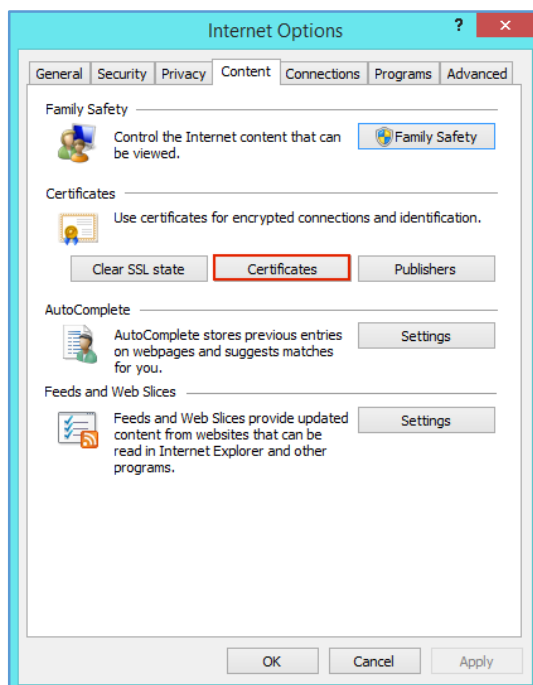 Internet Options
? ×
General Security Privacy Content Connections Programs Advanced
Family Safety
Control the Internet content that can
be viewed.
Family Safety
Certificates
Use certificates for encrypted connections and identification.
Clear SSL state Certificates Publishers
AutoComplete
AutoComplete stores previous entries
on webpages and suggests matches
for you.
Settings
Feeds and Web Slices
Feeds and Web Slices provide updated
content from websites that can be
read in Internet Explorer and other
programs.
Settings
OK Cancel Apply